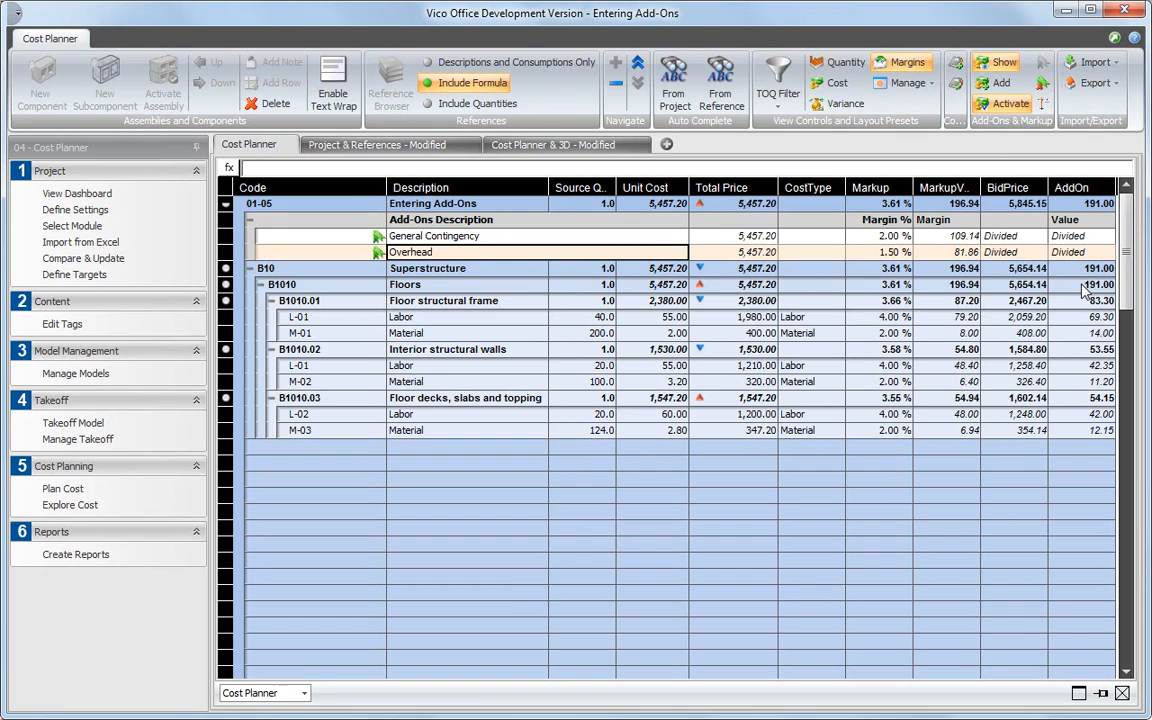 Vico Office Development Version - Entering Add-Ons
Cost Planner
New Component
New Subcomponent
Activate Assembly
Up
Down
Add Note
Add Row
Delete
Enable Text Wrap
Assemblies and Components
Reference Browser
Descriptions and Consumptions Only
Include Formula
Include Quantities
References
Navigate
From Project
From Reference
Auto Complete
TOQ Filter
Quantity
Cost
Variance
Margins
Manage
View Controls and Layout Presets
Co...
Show
Add
Activate
Add-Ons & Markup
Import
Export
Import/Export
04 - Cost Planner
1 Project
View Dashboard
Define Settings
Select Module
Import from Excel
Compare & Update
Define Targets
2 Content
Edit Tags
3 Model Management
Manage Models
4 Takeoff
Takeoff Model
Manage Takeoff
5 Cost Planning
Plan Cost
Explore Cost
6 Reports
Create Reports
Cost Planner
Project & References - Modified
Cost Planner & 3D - Modified
fx
Code Description Source Q.. Unit Cost Total Price CostType Markup MarkupV... BidPrice AddOn
01-05 Entering Add-Ons 1.0 5,457.20 5,457.20 3.61 % 196.94 5,845.15 191.00
Add-Ons Description Margin % Margin Value
General Contingency 5,457.20 2.00 % 109.14 Divided Divided
Overhead 5,457.20 1.50 % 81.86 Divided Divided
B10 Superstructure 1.0 5,457.20 5,457.20 3.61 % 196.94 5,654.14 191.00
B1010 Floors 1.0 5,457.20 5,457.20 3.61 % 196.94 5,654.14 191.00
B1010.01 Floor structural frame 1.0 2,380.00 2,380.00 3.66 % 87.20 2,467.20 83.30
L-01 Labor 40.0 55.00 1,980.00 Labor 4.00 % 79.20 2,059.20 69.30
M-01 Material 200.0 2.00 400.00 Material 2.00 % 8.00 408.00 14.00
B1010.02 Interior structural walls 1.0 1,530.00 1,530.00 3.58 % 54.80 1,584.80 53.55
L-01 Labor 20.0 55.00 1,210.00 Labor 4.00 % 48.40 1,258.40 42.35
M-02 Material 100.0 3.20 320.00 Material 2.00 % 6.40 326.40 11.20
B1010.03 Floor decks, slabs and topping 1.0 1,547.20 1,547.20 3.55 % 54.94 1,602.14 54.15
L-02 Labor 20.0 60.00 1,200.00 Labor 4.00 % 48.00 1,248.00 42.00
M-03 Material 124.0 2.80 347.20 Material 2.00 % 6.94 354.14 12.15
Cost Planner